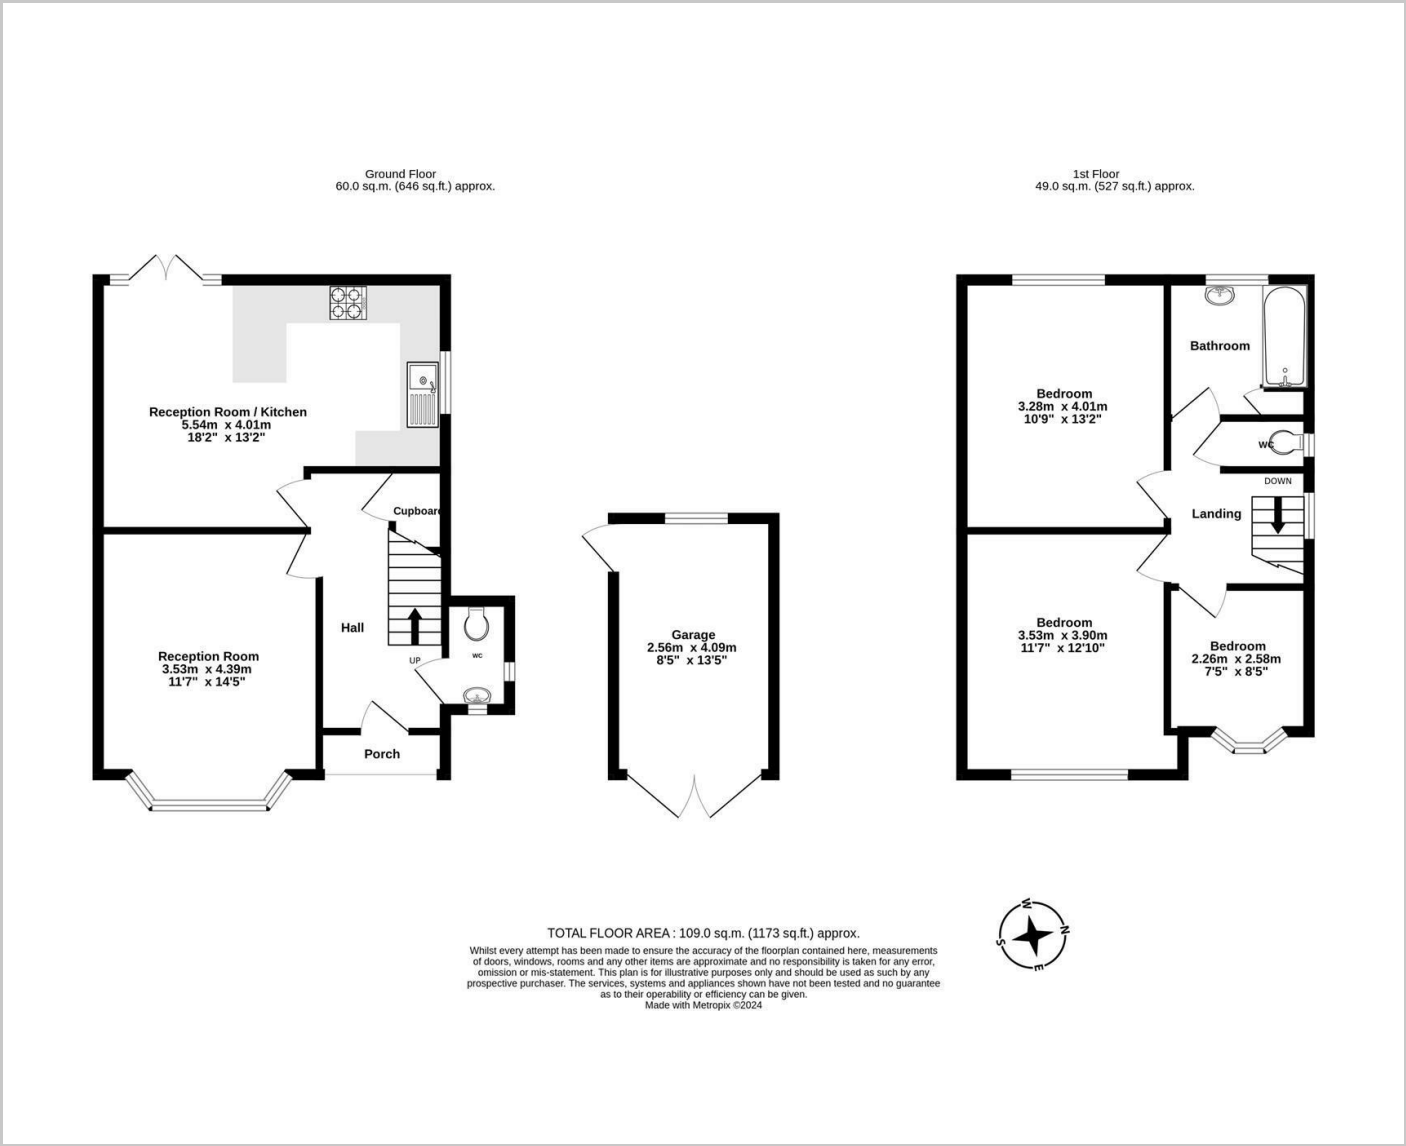 Ground Floor
60.0 sq.m. (646 sq.ft.) approx.
1st Floor
49.0 sq.m. (527 sq.ft.) approx.
Reception Room / Kitchen
5.54m x 4.01m
18'2" x 13'2"
Cupboard
Reception Room
3.53m x 4.39m
11'7" x 14'5"
Hall
UP
wc
Porch
Garage
2.56m x 4.09m
8'5" x 13'5"
Bedroom
3.28m x 4.01m
10'9" x 13'2"
Bathroom
wc
DOWN
Landing
Bedroom
3.53m x 3.90m
11'7" x 12'10"
Bedroom
2.26m x 2.58m
7'5" x 8'5"
W
N
S
E
TOTAL FLOOR AREA : 109.0 sq.m. (1173 sq.ft.) approx.
Whilst every attempt has been made to ensure the accuracy of the floorplan contained here, measurements
of doors, windows, rooms and any other items are approximate and no responsibility is taken for any error,
omission or mis-statement. This plan is for illustrative purposes only and should be used as such by any
prospective purchaser. The services, systems and appliances shown have not been tested and no guarantee
as to their operability or efficiency can be given.
Made with Metropix ©2024